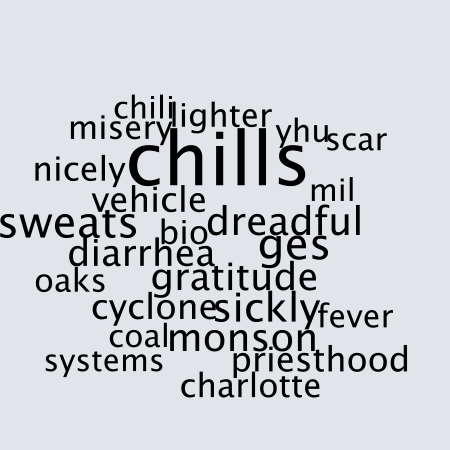 chili lighter
misery yhu scar
chills
nicely mil
vehicle
sweats bio dreadful
diarrhea ges
oaks gratitude
cyclone sickly fever
coal monson
systems priesthood
charlotte